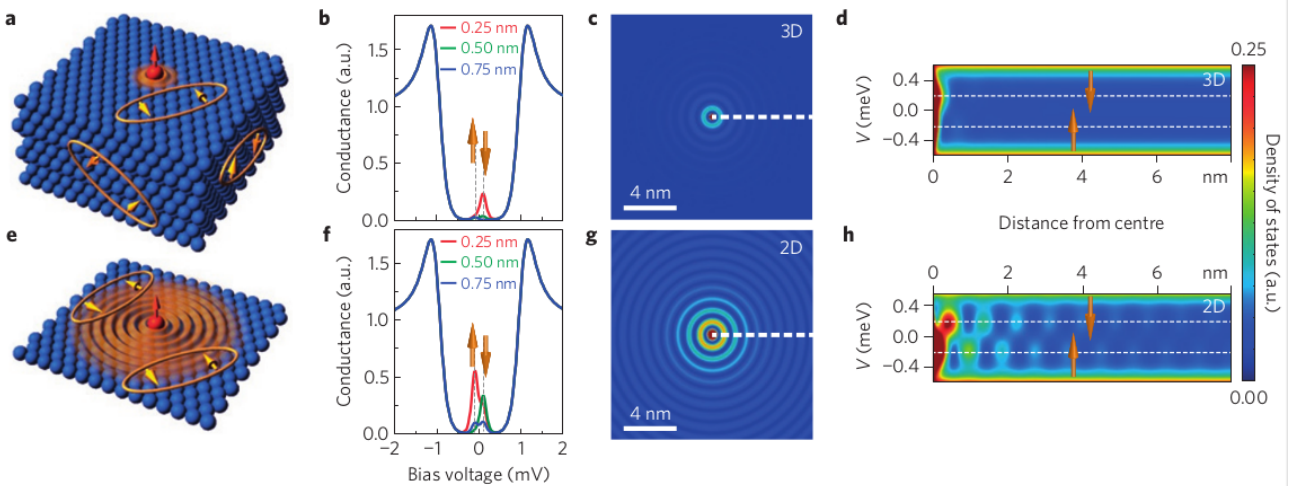 a
b
Conductance (a.u.)
1.5
1.0
0.5
0.0
0.25 nm
0.50 nm
0.75 nm
c
3D
4 nm
d
V (meV)
0.4
0.0
−0.4
3D
0
2
4
6
nm
Distance from centre
0.25
Density of states (a.u.)
0.00
e
f
Conductance (a.u.)
1.5
1.0
0.5
0.0
0.25 nm
0.50 nm
0.75 nm
−2
−1
0
1
2
Bias voltage (mV)
g
2D
4 nm
h
0
2
4
6
nm
V (meV)
0.4
0.0
−0.4
2D